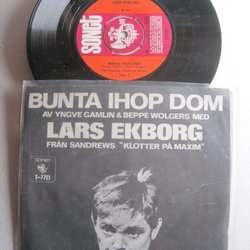 LARS EKBORG
sonet
BUNTA IHOP DOM
BUNTA IHOP DOM
AV YNGVE GAMLIN & BEPPE WOLGERS MED
LARS EKBORG
FRÅN SANDREWS "KLOTTER PÅ MAXIM"
sonet
T-7751